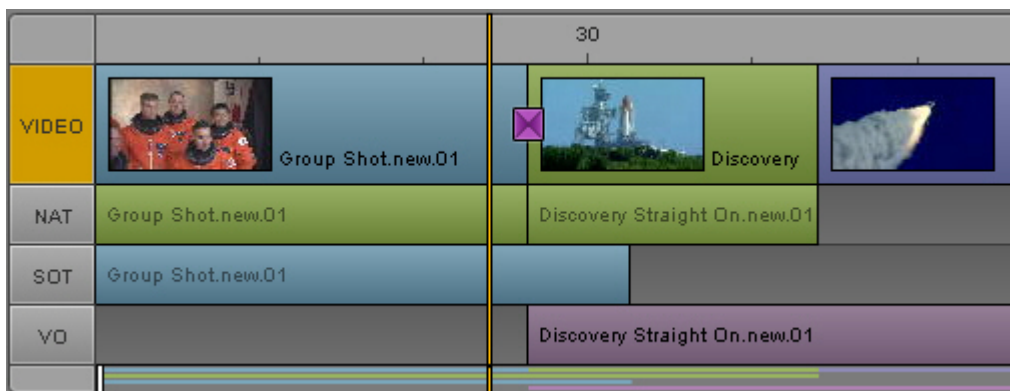 30
VIDEO
Group Shot.new.01
Discovery
NAT
Group Shot.new.01
Discovery Straight On.new.01
SOT
Group Shot.new.01
VO
Discovery Straight On.new.01